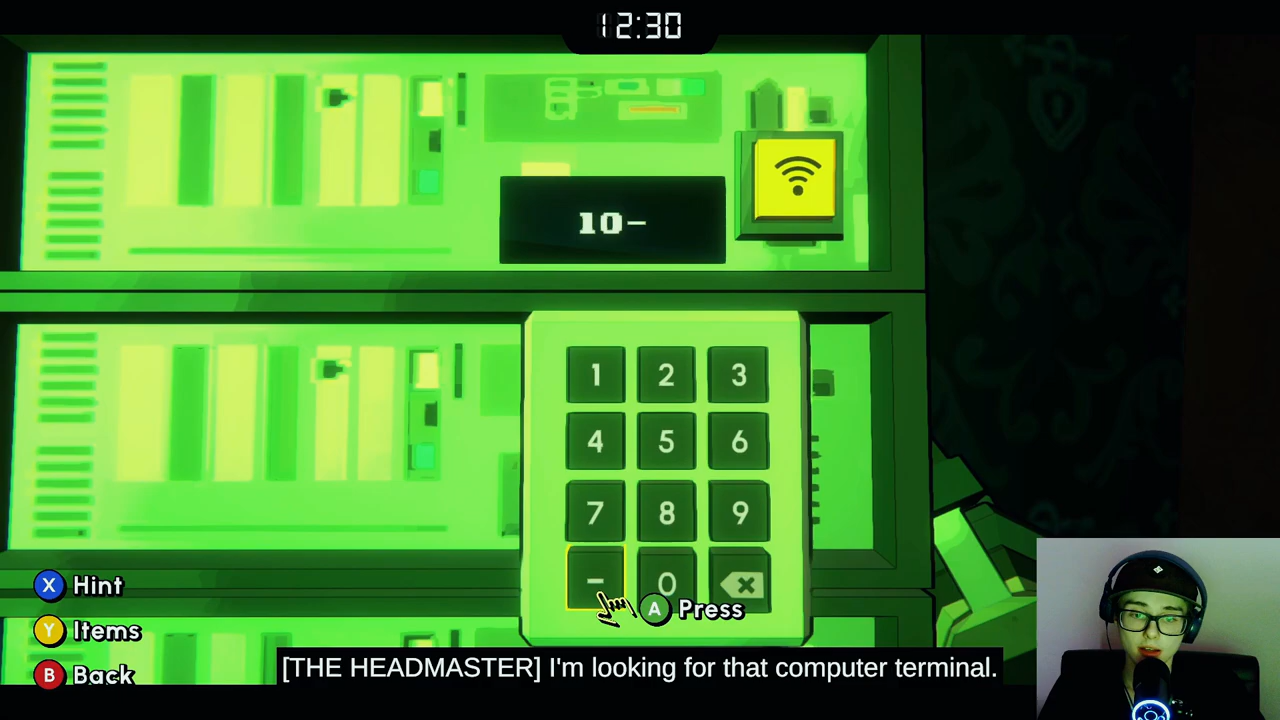 12:30
10-
1 2 3
4 5 6
7 8 9
- 0
A Press
X Hint
Y Items
B Back
[THE HEADMASTER] I'm looking for that computer terminal.